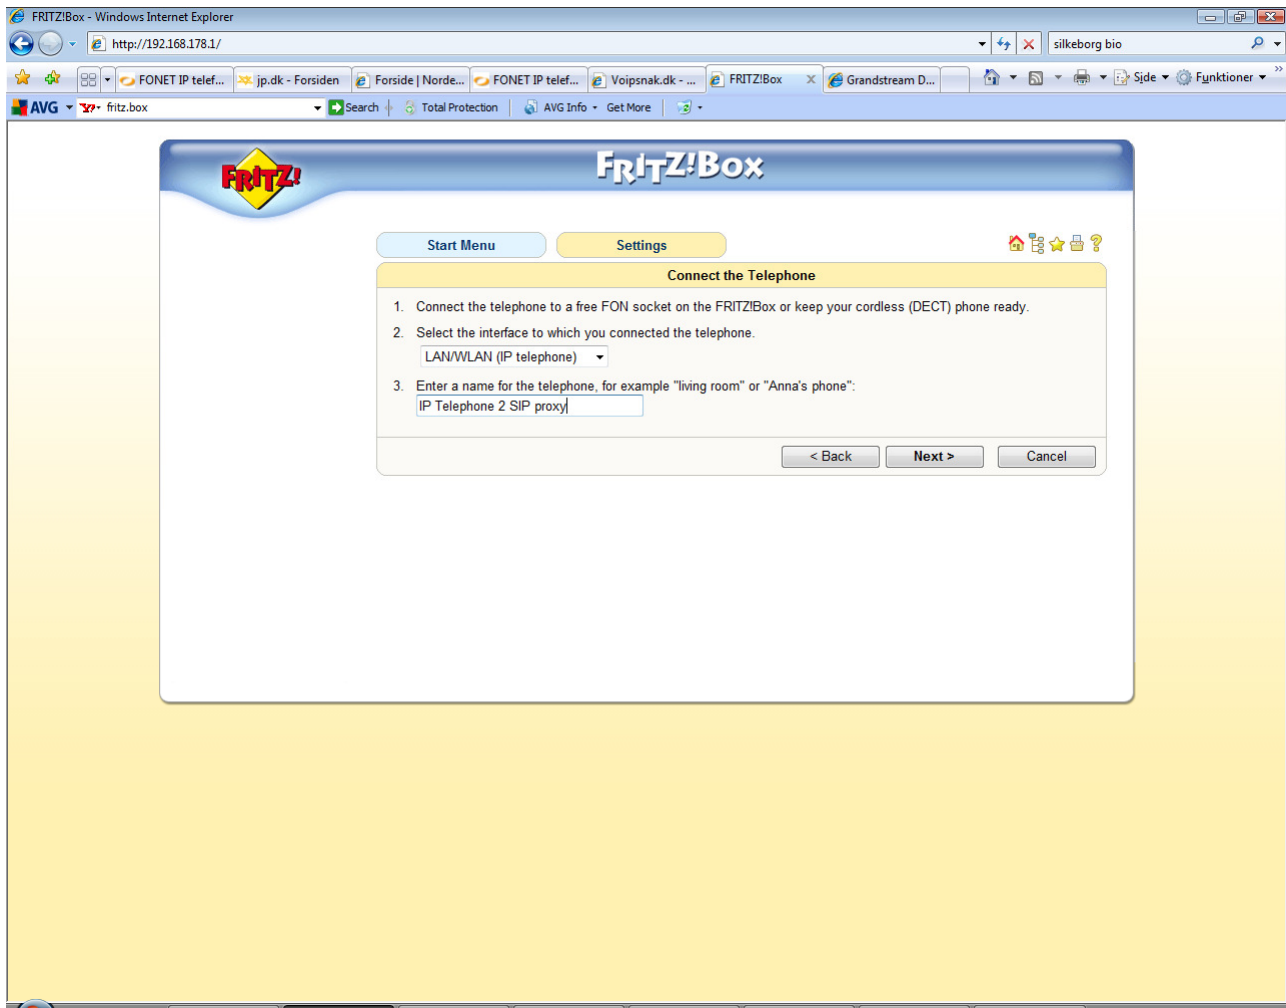 FRITZ!Box - Windows Internet Explorer
http://192.168.178.1/
silkeborg bio
FONET IP telef...
jp.dk - Forsiden
Forside | Norde...
FONET IP telef...
Voipsnak.dk - ...
FRITZ!Box
Grandstream D...
Side
Funktioner
AVG
fritz.box
Search
Total Protection
AVG Info
Get More
FRITZ!
FRITZ!Box
Start Menu
Settings
Connect the Telephone
1. Connect the telephone to a free FON socket on the FRITZ!Box or keep your cordless (DECT) phone ready.
2. Select the interface to which you connected the telephone.
LAN/WLAN (IP telephone)
3. Enter a name for the telephone, for example "living room" or "Anna's phone":
IP Telephone 2 SIP proxy
< Back
Next >
Cancel